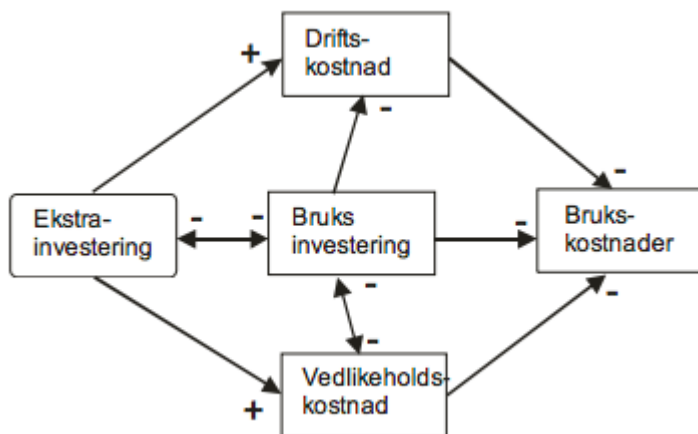 Drifts-
kostnad
+
-
-
Ekstra-
investering
-
-
Bruks
investering
-
Bruks-
kostnader
-
-
-
Vedlikeholds-
kostnad
+